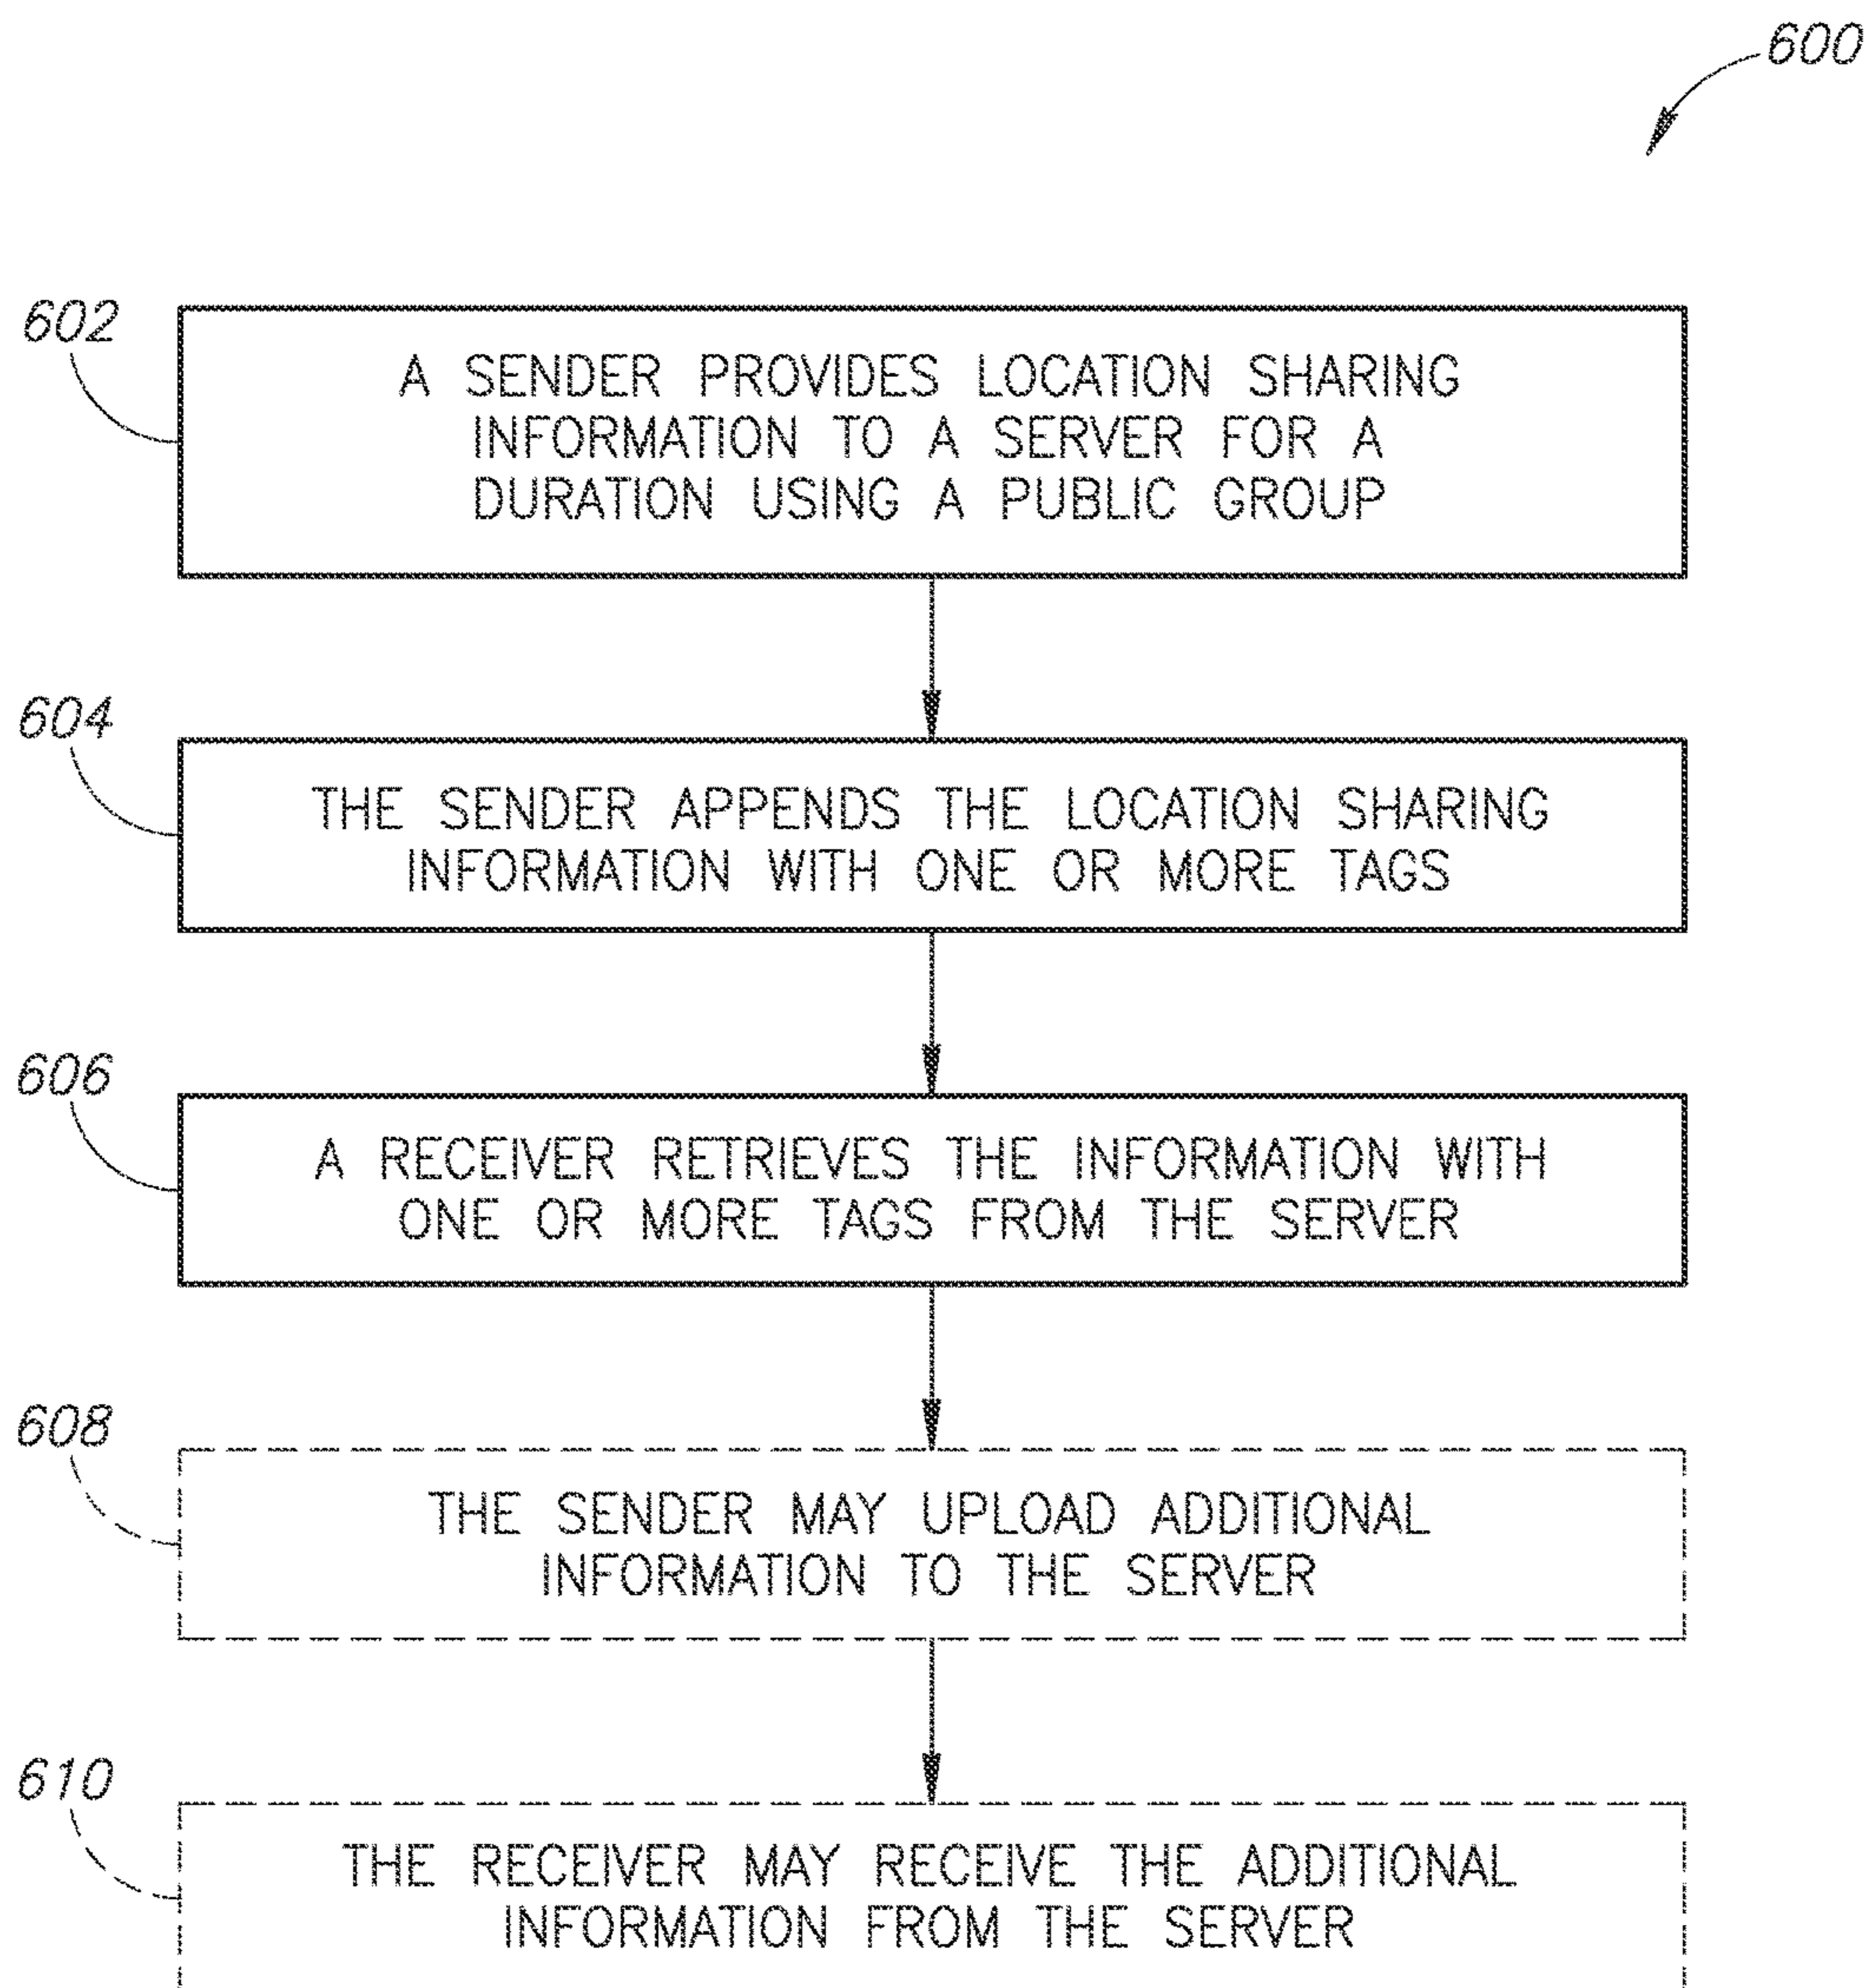 600
602
A SENDER PROVIDES LOCATION SHARING
INFORMATION TO A SERVER FOR A
DURATION USING A PUBLIC GROUP
604
THE SENDER APPENDS THE LOCATION SHARING
INFORMATION WITH ONE OR MORE TAGS
606
A RECEIVER RETRIEVES THE INFORMATION WITH
ONE OR MORE TAGS FROM THE SERVER
608
THE SENDER MAY UPLOAD ADDITIONAL
INFORMATION TO THE SERVER
610
THE RECEIVER MAY RECEIVE THE ADDITIONAL
INFORMATION FROM THE SERVER